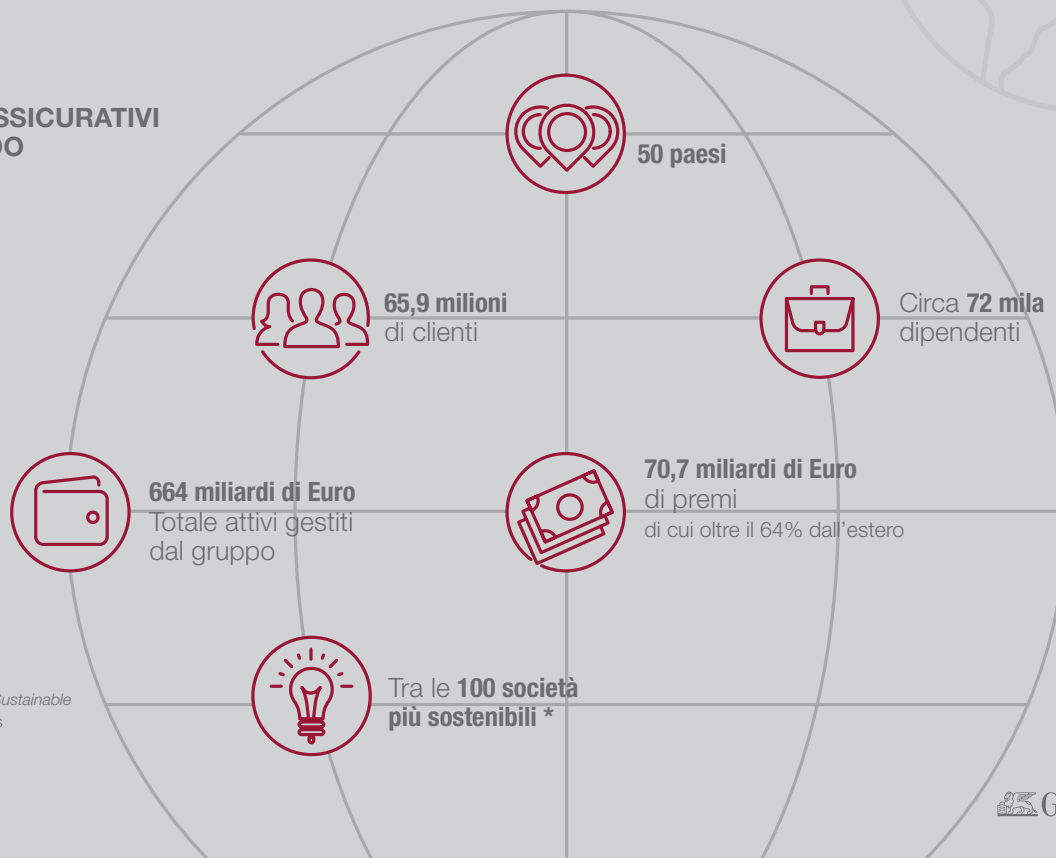 SSICURATIVI
DO
50 paesi
65,9 milioni
di clienti
Circa 72 mila
dipendenti
664 miliardi di Euro
Totale attivi gestiti
dal gruppo
70,7 miliardi di Euro
di premi
di cui oltre il 64% dall'estero
Tra le 100 società
più sostenibili *
Sustainable
s
G